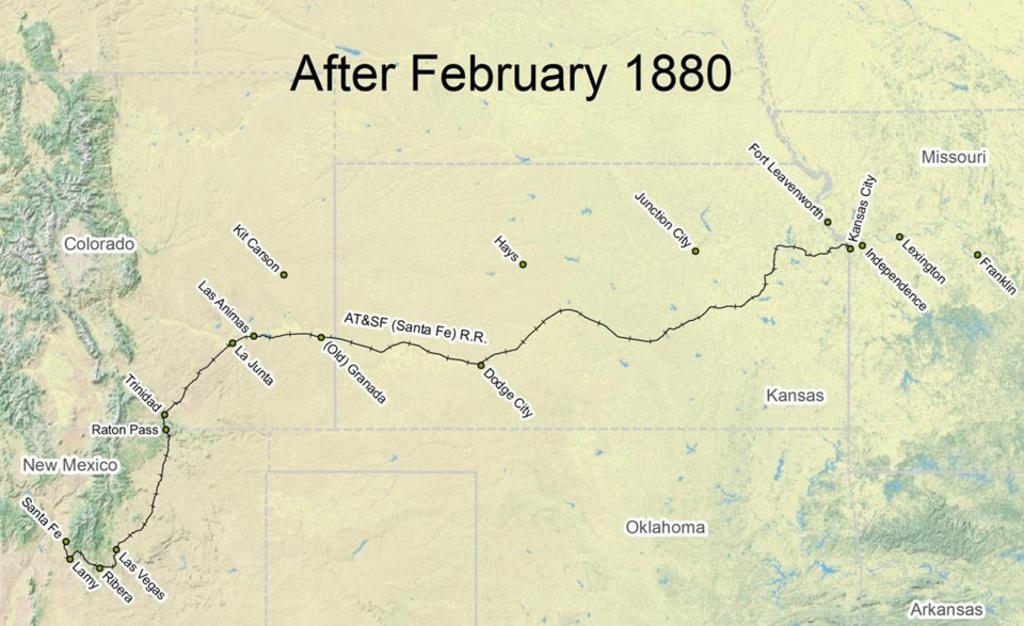 After February 1880
Missouri
Fort Leavenworth
Kansas City
Junction City
Lexington
Independence
Franklin
Colorado
Kit Carson
Hays
Las Animas
AT&SF (Santa Fe) R.R.
La Junta
(Old) Granada
Dodge City
Kansas
Trinidad
Raton Pass
New Mexico
Santa Fe
Lamy
Ribera
Las Vegas
Oklahoma
Arkansas